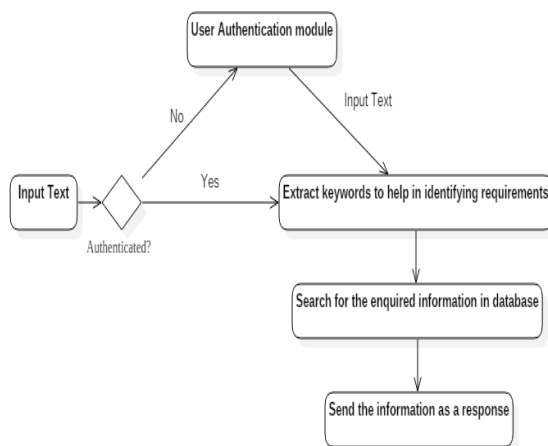 User Authentication module
No
Input Text
Input Text
Yes
Extract keywords to help in identifying requirements
Authenticated?
Search for the enquired information in database
Send the information as a response